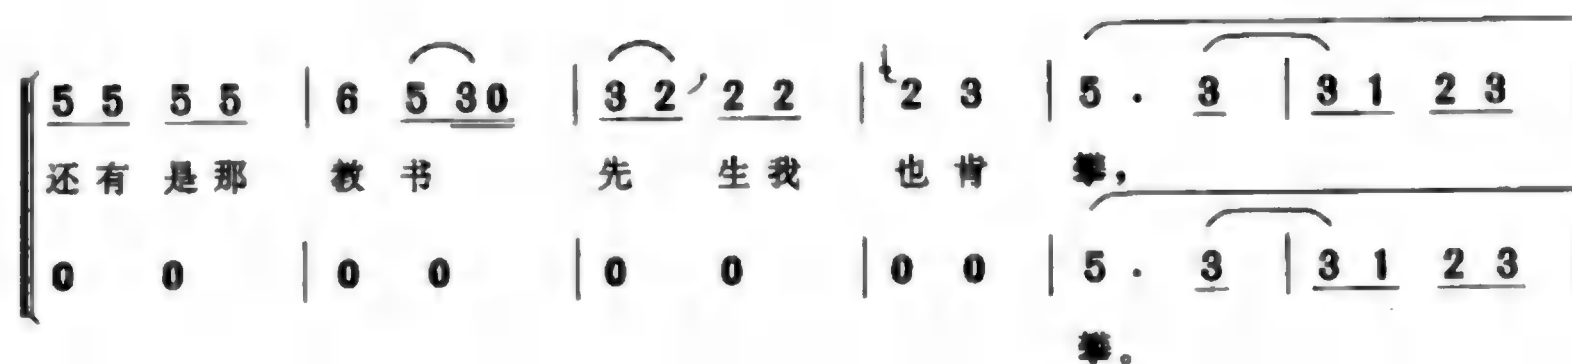 5 5 5 5 | 6 5 3 0 | 3 2 2 2 | 2 3 | 5 . 3 | 3 1 2 3
还有是那 教书 先 生我 也肯 攀，
0 0 | 0 0 | 0 0 | 0 0 | 5 . 3 | 3 1 2 3
攀。